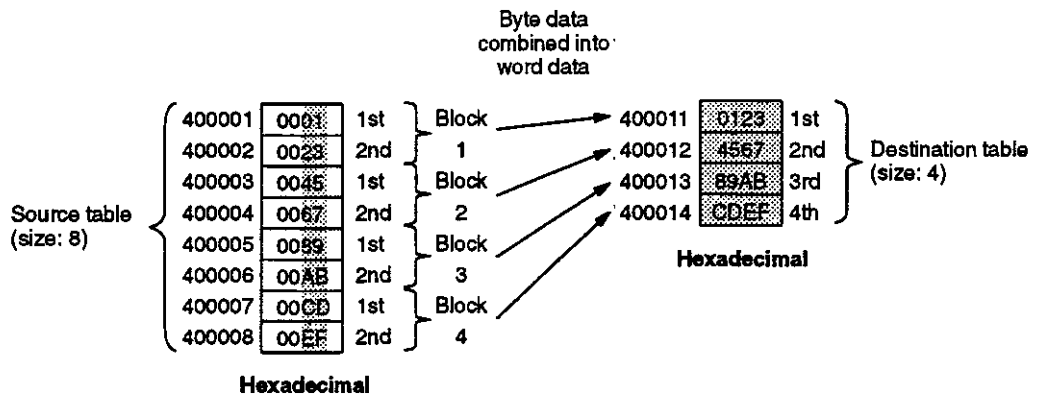 Byte data
combined into
word data
400001 0001 1st Block 400011 0123 1st
400002 0023 2nd 1 400012 4567 2nd Destination table
400003 0045 1st Block 400013 89AB 3rd (size: 4)
400004 0067 2nd 2 400014 CDEF 4th
Source table
(size: 8)
400005 0089 1st Block Hexadecimal
400006 00AB 2nd 3
400007 00CD 1st Block
400008 00EF 2nd 4
Hexadecimal